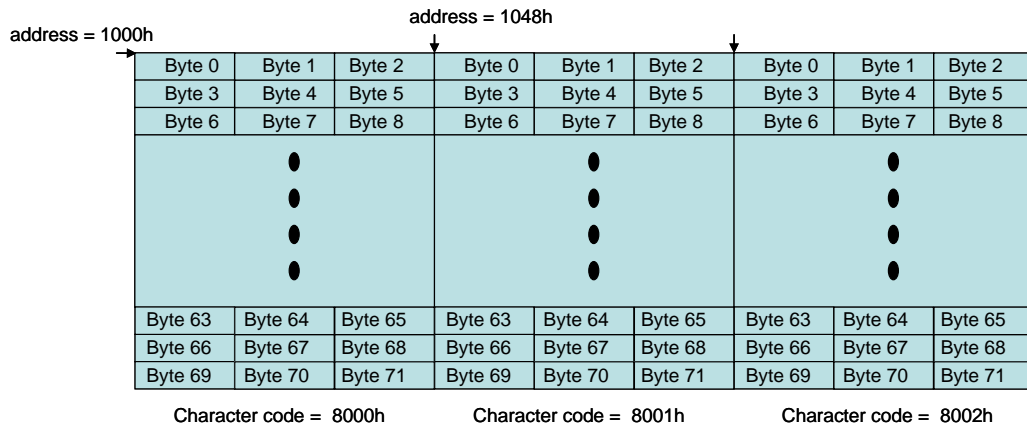 address = 1048h
address = 1000h
Byte 0 Byte 1 Byte 2 Byte 0 Byte 1 Byte 2 Byte 0 Byte 1 Byte 2
Byte 3 Byte 4 Byte 5 Byte 3 Byte 4 Byte 5 Byte 3 Byte 4 Byte 5
Byte 6 Byte 7 Byte 8 Byte 6 Byte 7 Byte 8 Byte 6 Byte 7 Byte 8
Byte 63 Byte 64 Byte 65 Byte 63 Byte 64 Byte 65 Byte 63 Byte 64 Byte 65
Byte 66 Byte 67 Byte 68 Byte 66 Byte 67 Byte 68 Byte 66 Byte 67 Byte 68
Byte 69 Byte 70 Byte 71 Byte 69 Byte 70 Byte 71 Byte 69 Byte 70 Byte 71
Character code = 8000h Character code = 8001h Character code = 8002h